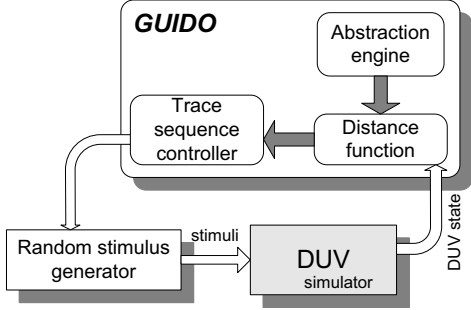 GUIDO
Abstraction
engine
Trace
sequence
controller
Distance
function
stimuli
DUV state
Random stimulus
generator
DUV
simulator